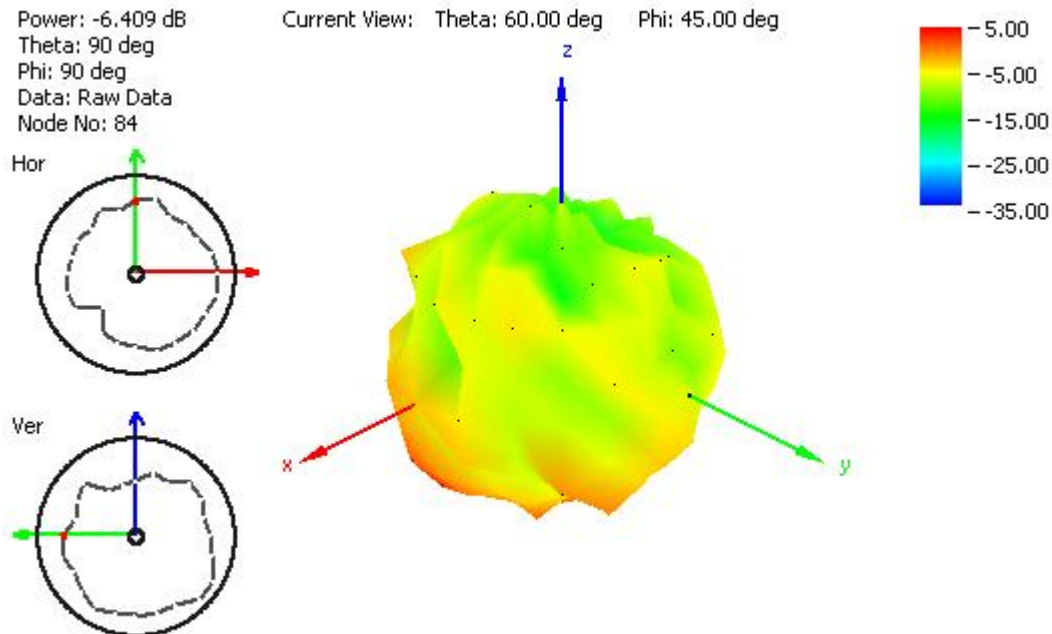 Power: -6.409 dB
Theta: 90 deg
Phi: 90 deg
Data: Raw Data
Node No: 84
Current View: Theta: 60.00 deg Phi: 45.00 deg
z
5.00
-5.00
-15.00
-25.00
-35.00
Hor
Ver
x
y